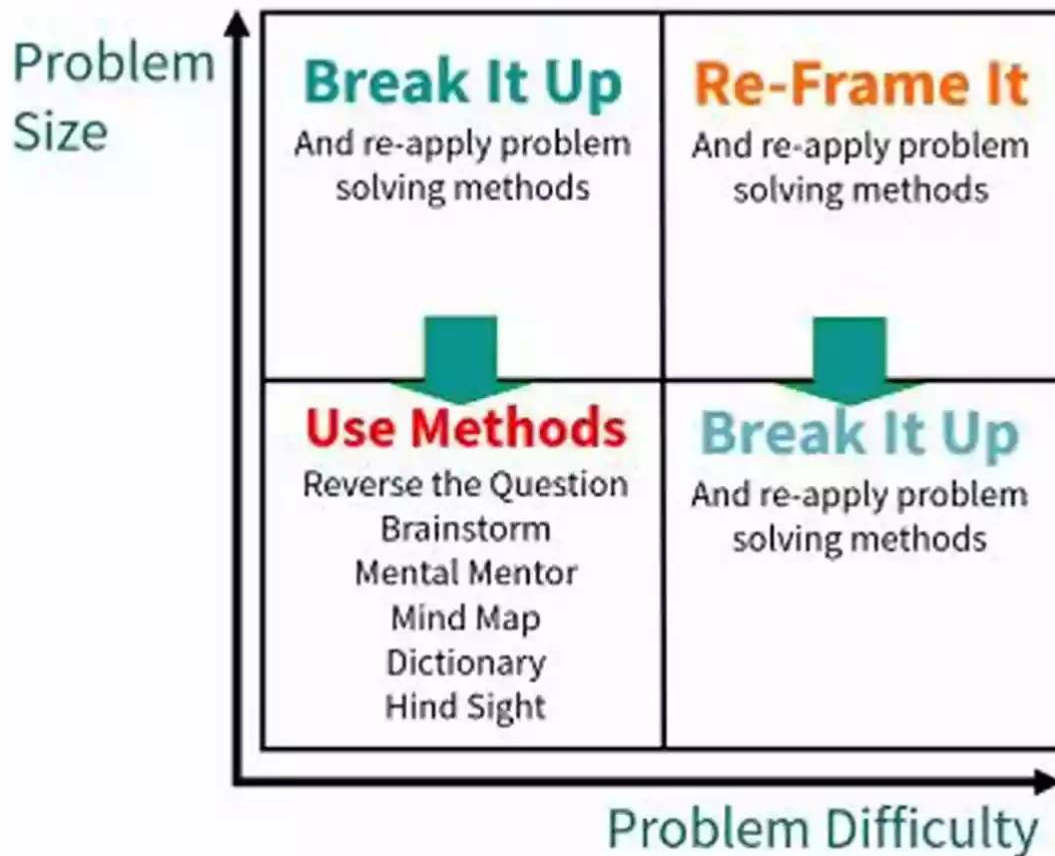 Problem
Size
Break It Up
And re-apply problem
solving methods
Re-Frame It
And re-apply problem
solving methods
Use Methods
Reverse the Question
Brainstorm
Mental Mentor
Mind Map
Dictionary
Hind Sight
Break It Up
And re-apply problem
solving methods
Problem Difficulty